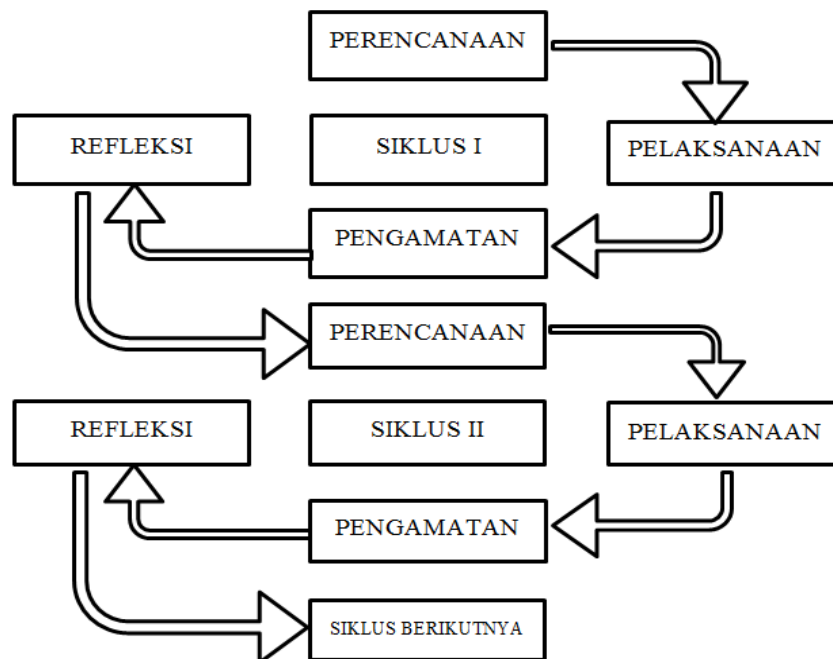 PERENCANAAN
REFLEKSI
SIKLUS I
PELAKSANAAN
PENGAMATAN
PERENCANAAN
REFLEKSI
SIKLUS II
PELAKSANAAN
PENGAMATAN
SIKLUS BERIKUTNYA